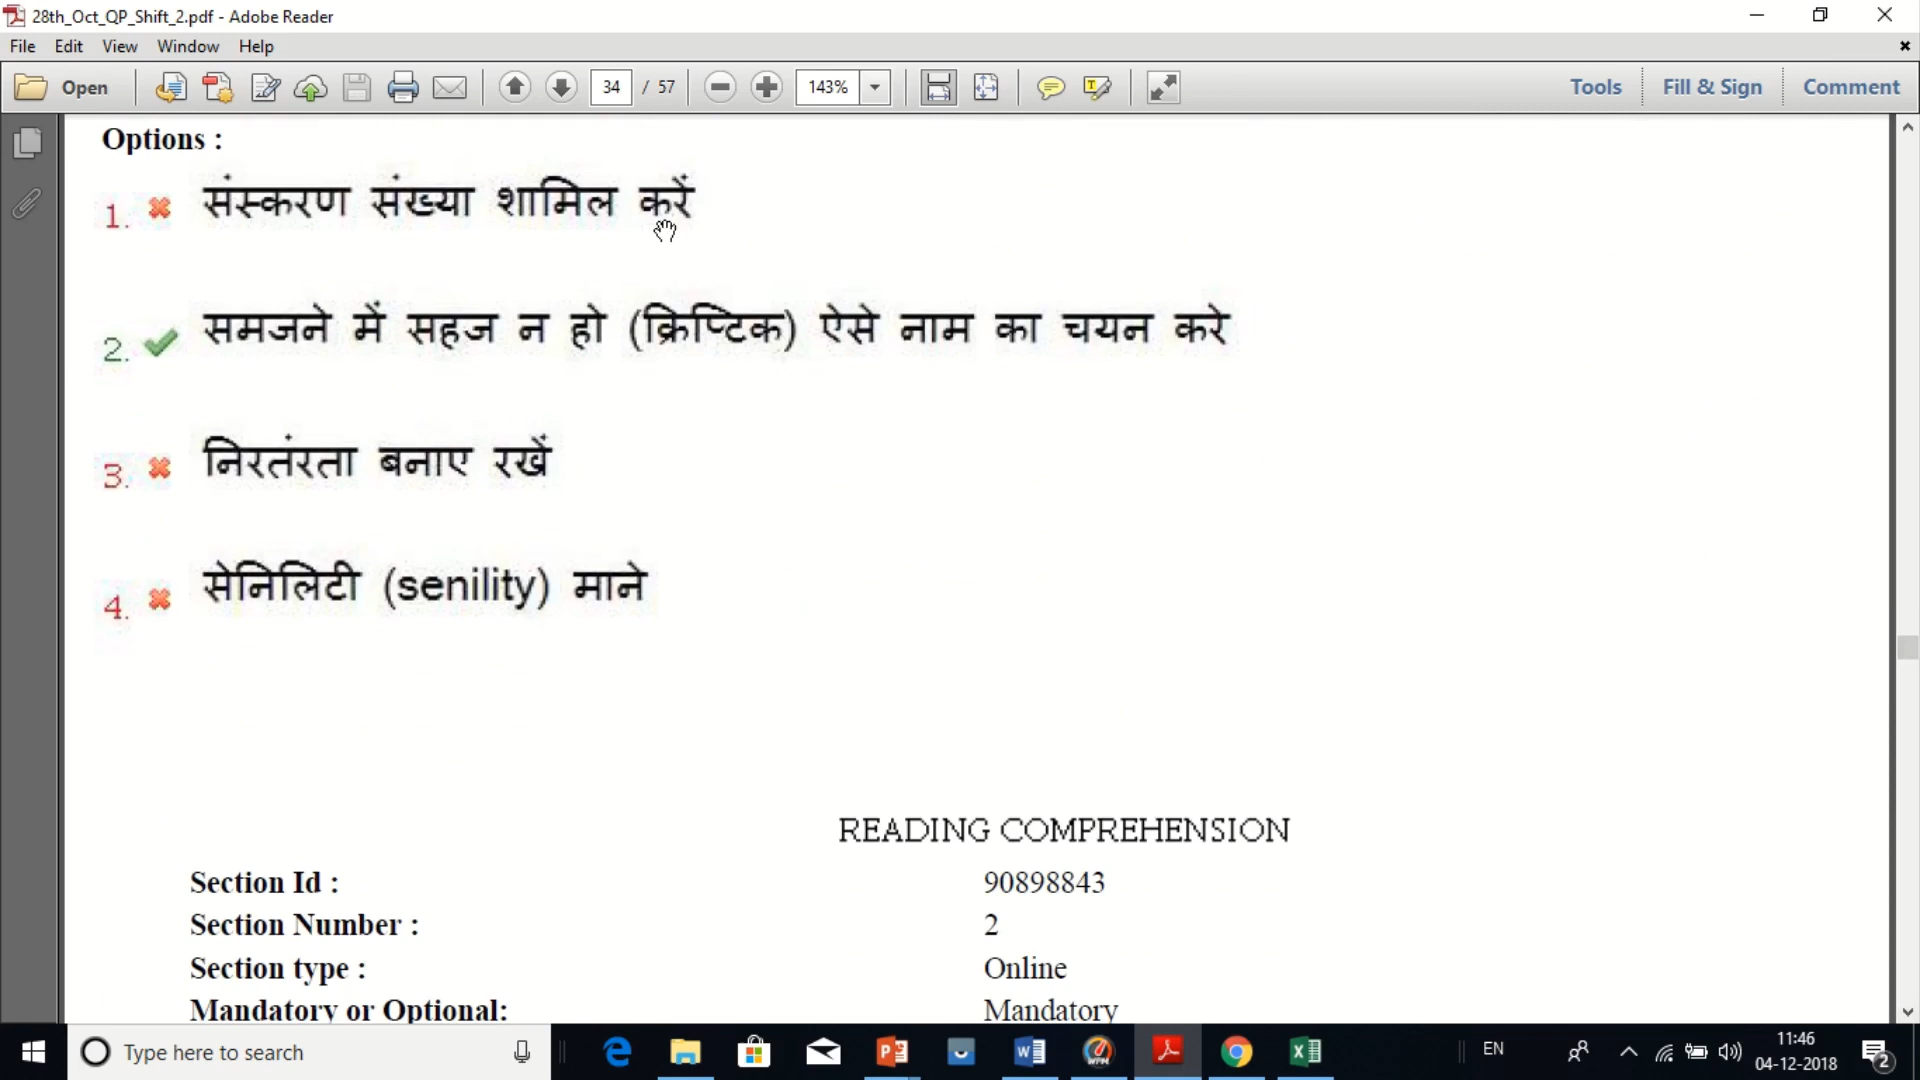 28th_Oct_QP_Shift_2.pdf - Adobe Reader
File Edit View Window Help
Open 34 / 57 143% Tools Fill & Sign Comment
Options :
1. संस्करण संख्या शामिल करें
2. समजने में सहज न हो (क्रिप्टिक) ऐसे नाम का चयन करे
3. निरतंरता बनाए रखें
4. सेनिलिटी (senility) माने
READING COMPREHENSION
Section Id : 90898843
Section Number : 2
Section type : Online
Mandatory or Optional: Mandatory
Type here to search EN 11:46
04-12-2018 2